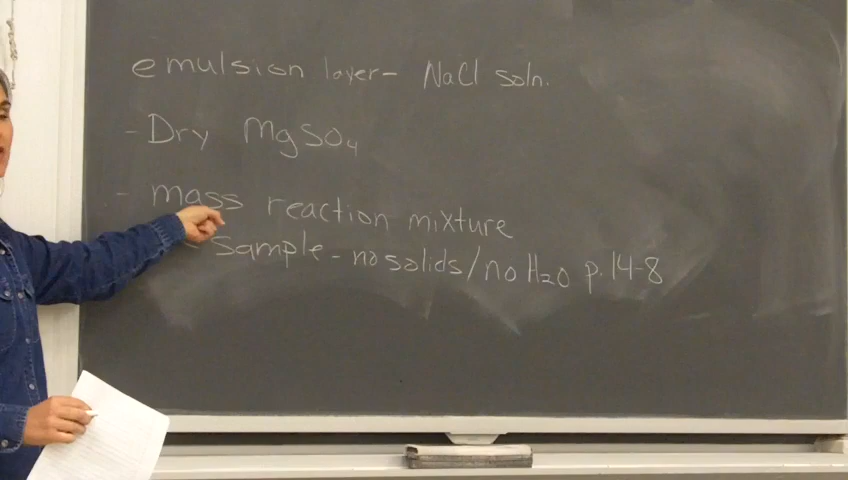 emulsion layer- NaCl soln.
- Dry MgSO₄
- mass reaction mixture
- sample - no solids/no H₂O p.14-8